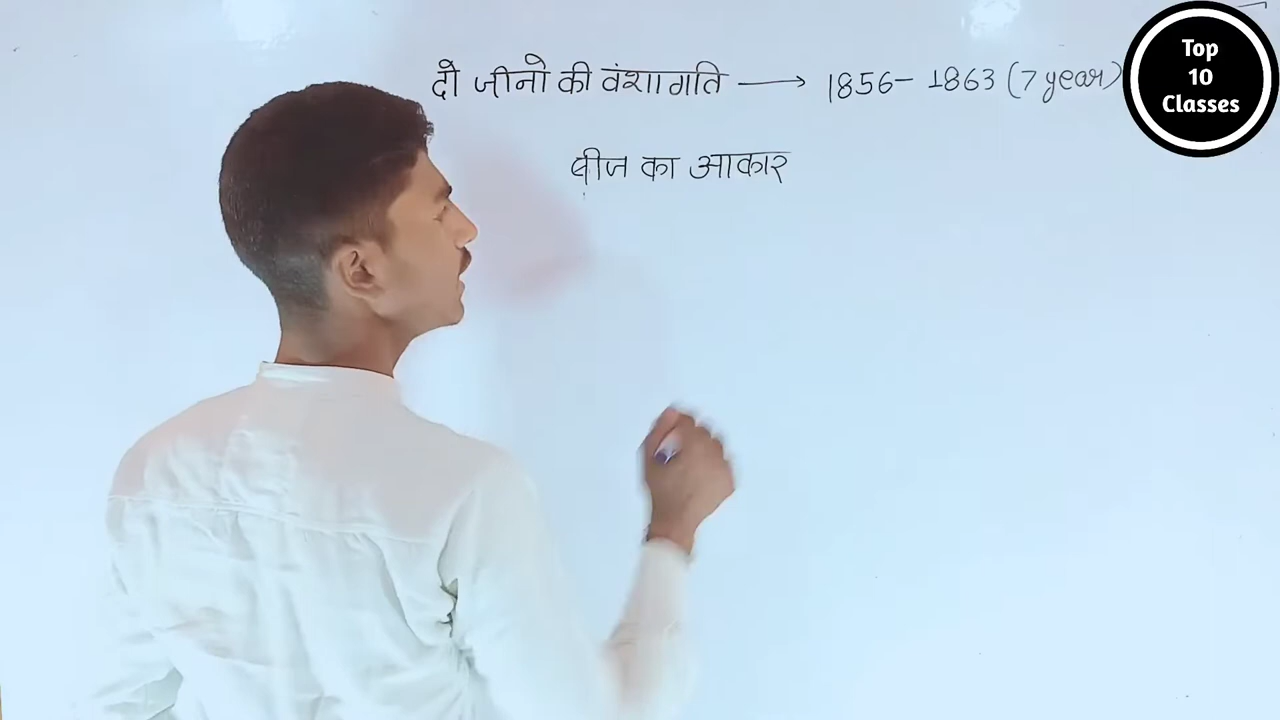 दो जीनो की वंशागति → 1856- 1863 (7 year)
बीज का आकार
Top
10
Classes